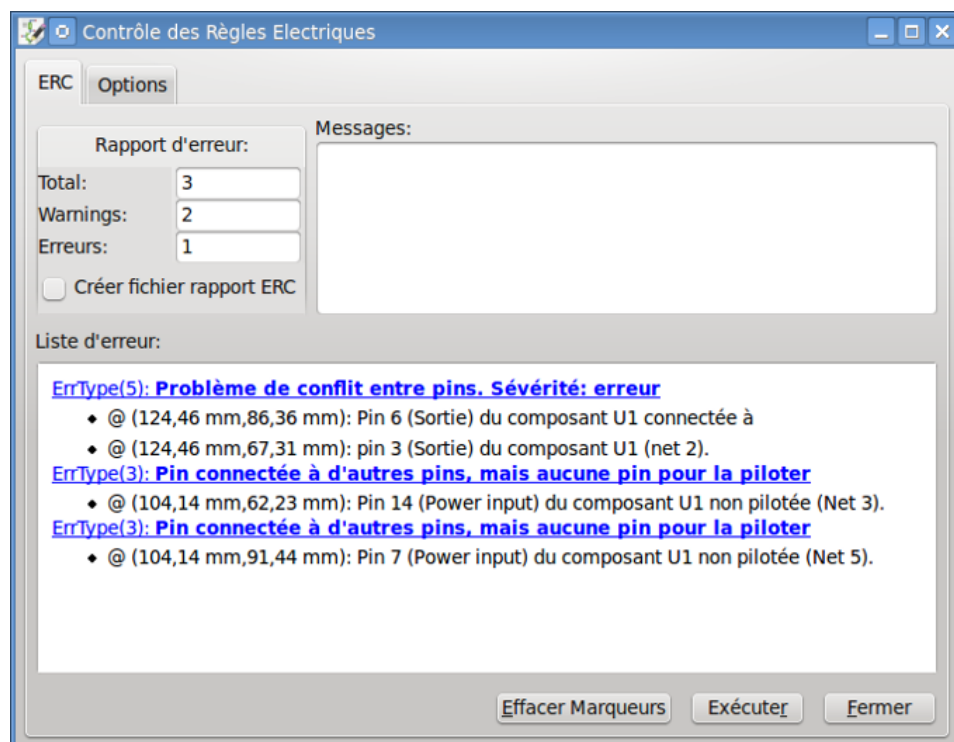 Contrôle des Règles Electriques
ERC Options
Rapport d'erreur:
Messages:
Total: 3
Warnings: 2
Erreurs: 1
Créer fichier rapport ERC
Liste d'erreur:
ErrType(5): Problème de conflit entre pins. Sévérité: erreur
@ (124,46 mm,86,36 mm): Pin 6 (Sortie) du composant U1 connectée à
@ (124,46 mm,67,31 mm): pin 3 (Sortie) du composant U1 (net 2).
ErrType(3): Pin connectée à d'autres pins, mais aucune pin pour la piloter
@ (104,14 mm,62,23 mm): Pin 14 (Power input) du composant U1 non pilotée (Net 3).
ErrType(3): Pin connectée à d'autres pins, mais aucune pin pour la piloter
@ (104,14 mm,91,44 mm): Pin 7 (Power input) du composant U1 non pilotée (Net 5).
Effacer Marqueurs Exécuter Fermer